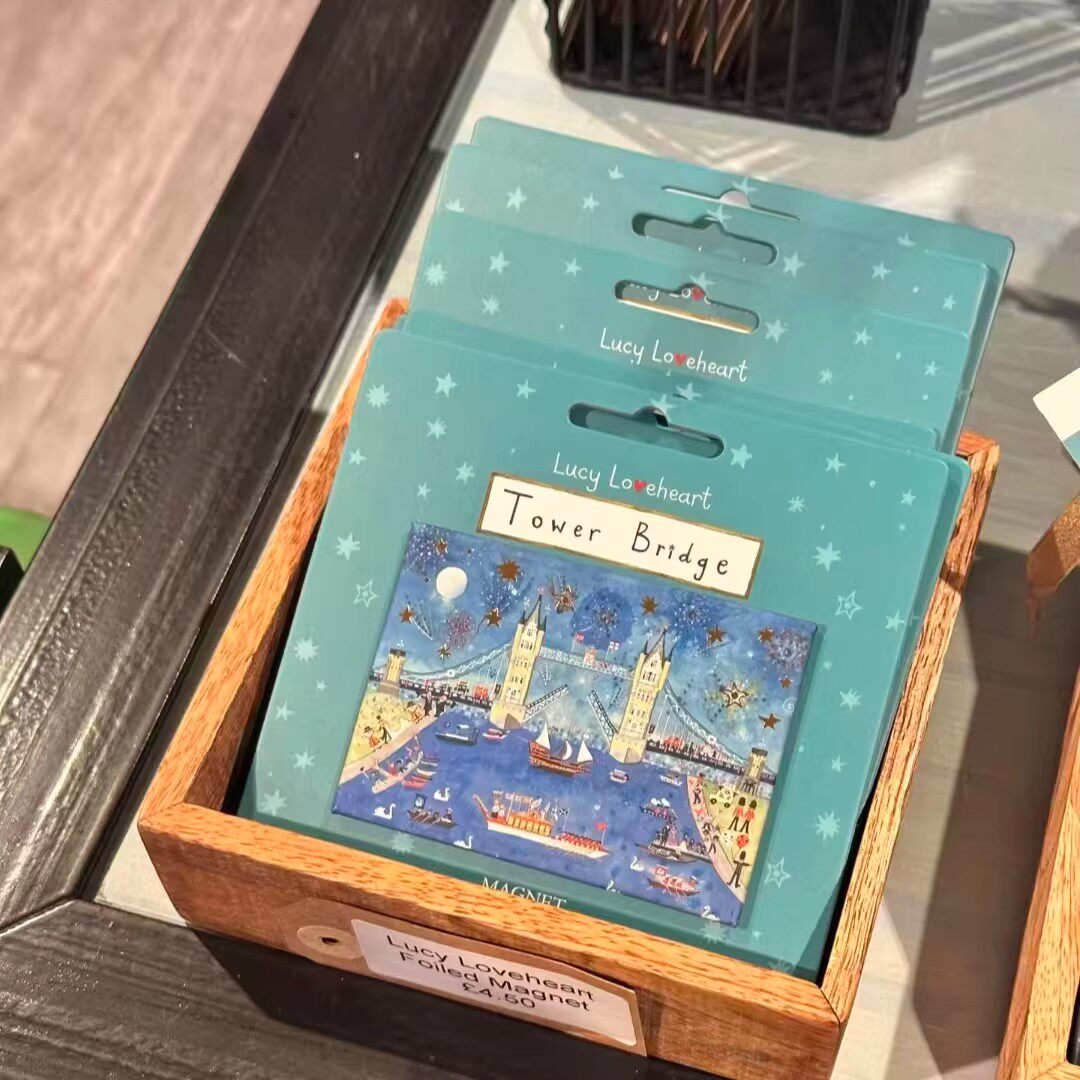 Lucy Loveheart
Lucy Loveheart
Tower Bridge
MAGNET
Lucy Loveheart
Foiled Magnet
£4.50